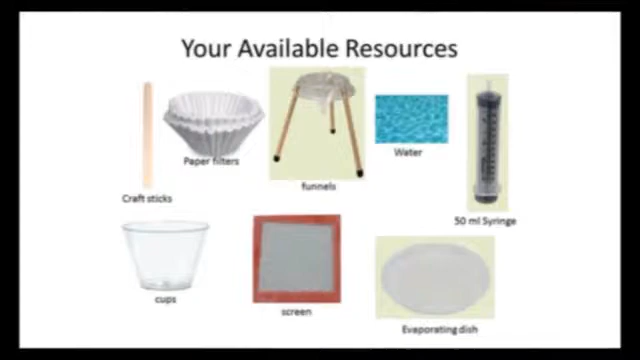 Your Available Resources
Paper filters
Water
funnels
Craft sticks
50 ml Syringe
cups
screen
Evaporating dish